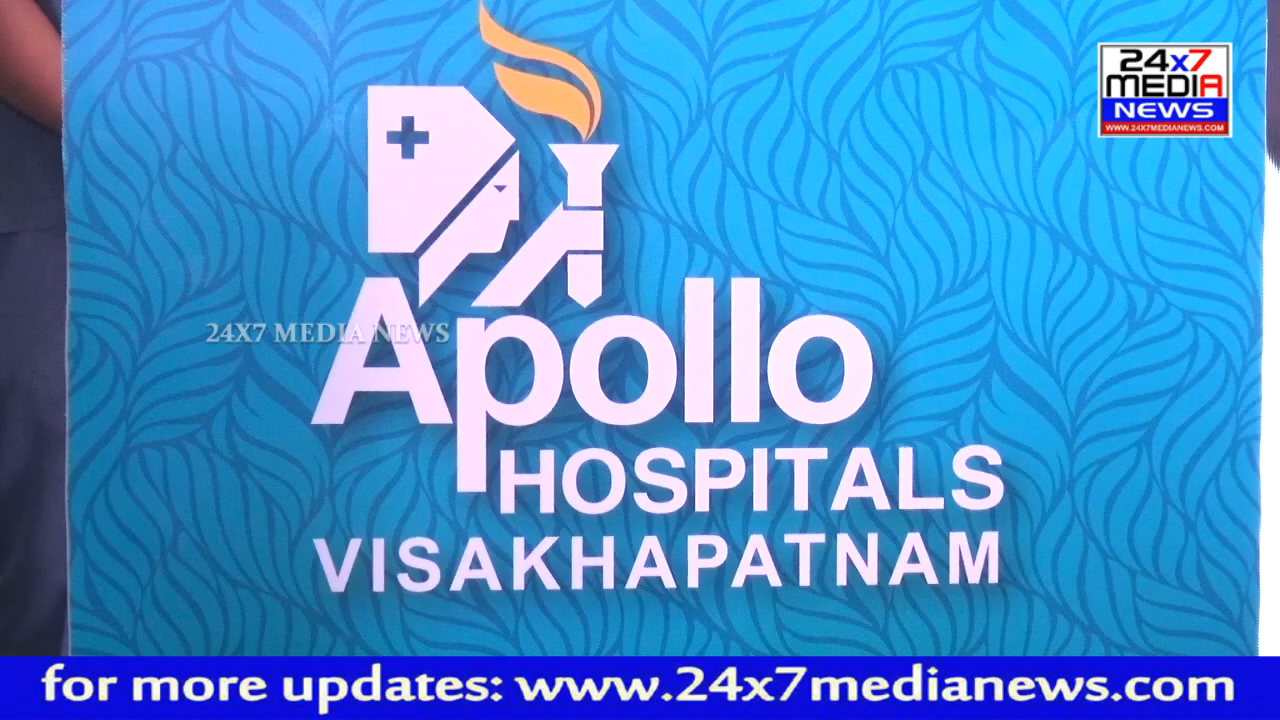 24x7
MEDIA
NEWS
WWW.24X7MEDIANEWS.COM
24X7 MEDIA NEWS
Apollo
HOSPITALS
VISAKHAPATNAM
for more updates: www.24x7medianews.com